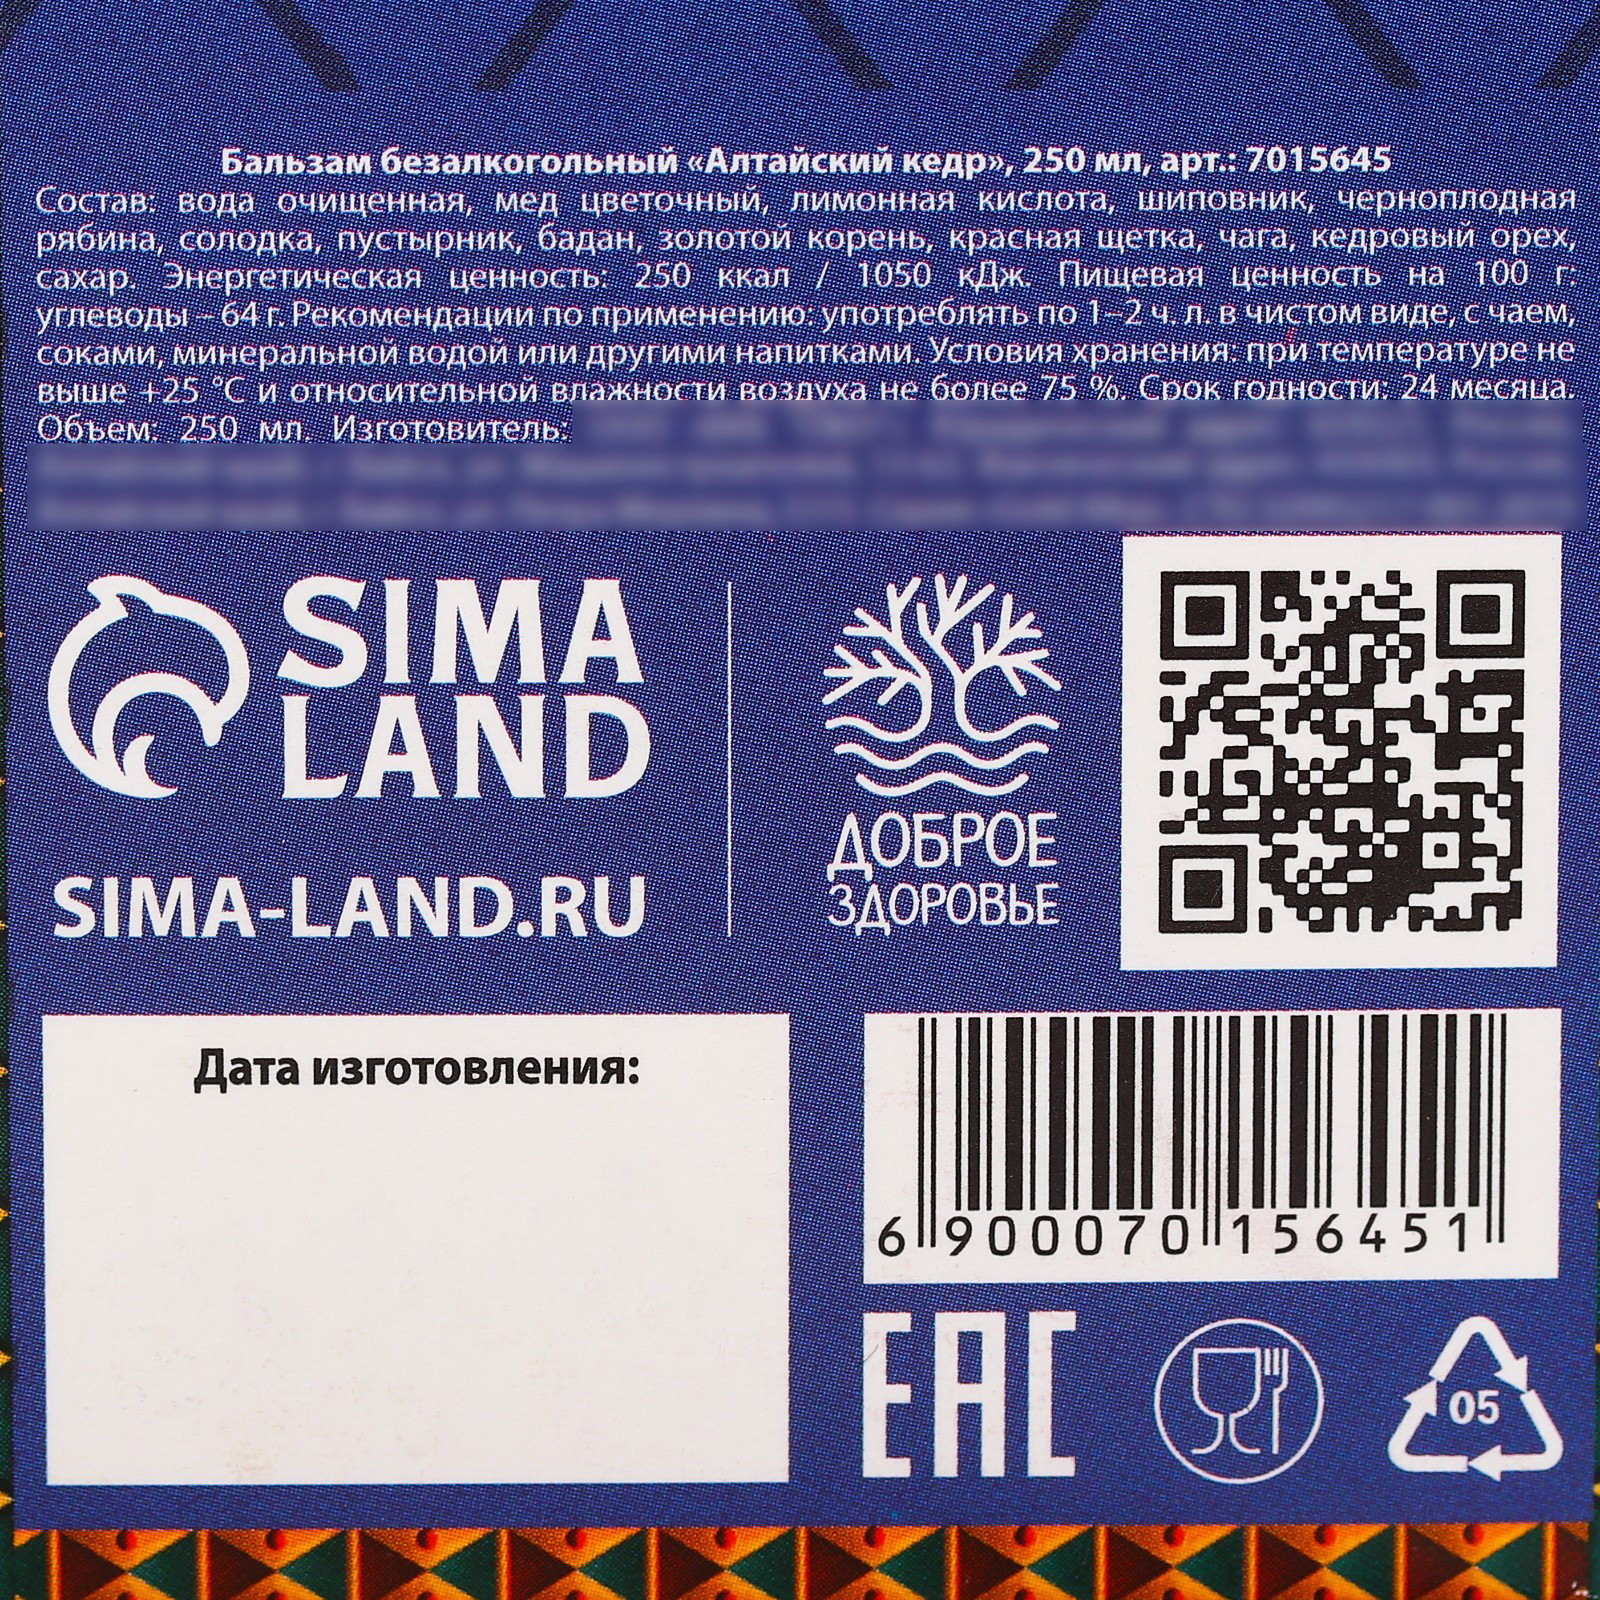 Бальзам безалкогольный «Алтайский кедр», 250 мл, арт.: 7015645
Состав: вода очищенная, мед цветочный, лимонная кислота, шиповник, черноплодная
рябина, солодка, пустырник, бадан, золотой корень, красная щетка, чага, кедровый орех,
сахар. Энергетическая ценность: 250 ккал / 1050 кДж. Пищевая ценность на 100 г:
углеводы – 64 г. Рекомендации по применению: употреблять по 1–2 ч. л. в чистом виде, с чаем,
соками, минеральной водой или другими напитками. Условия хранения: при температуре не
выше +25 °С и относительной влажности воздуха не более 75 %. Срок годности: 24 месяца.
Объем: 250 мл. Изготовитель:
SIMA
LAND
SIMA-LAND.RU
ДОБРОЕ
ЗДОРОВЬЕ
Дата изготовления:
6 900070 156451
EAC
05